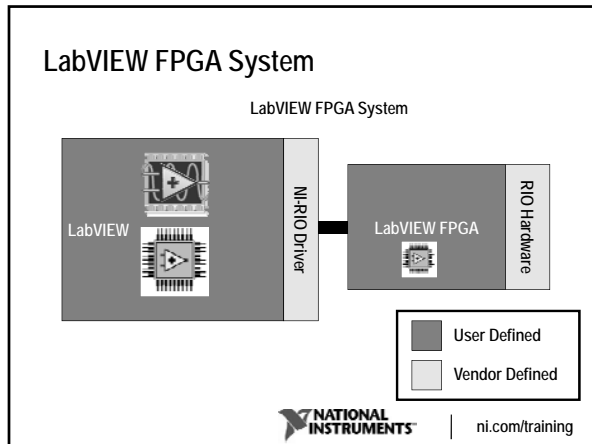 LabVIEW FPGA System
LabVIEW FPGA System
LabVIEW
NI-RIO Driver
LabVIEW FPGA
RIO Hardware
User Defined
Vendor Defined
NATIONAL
INSTRUMENTS™
ni.com/training